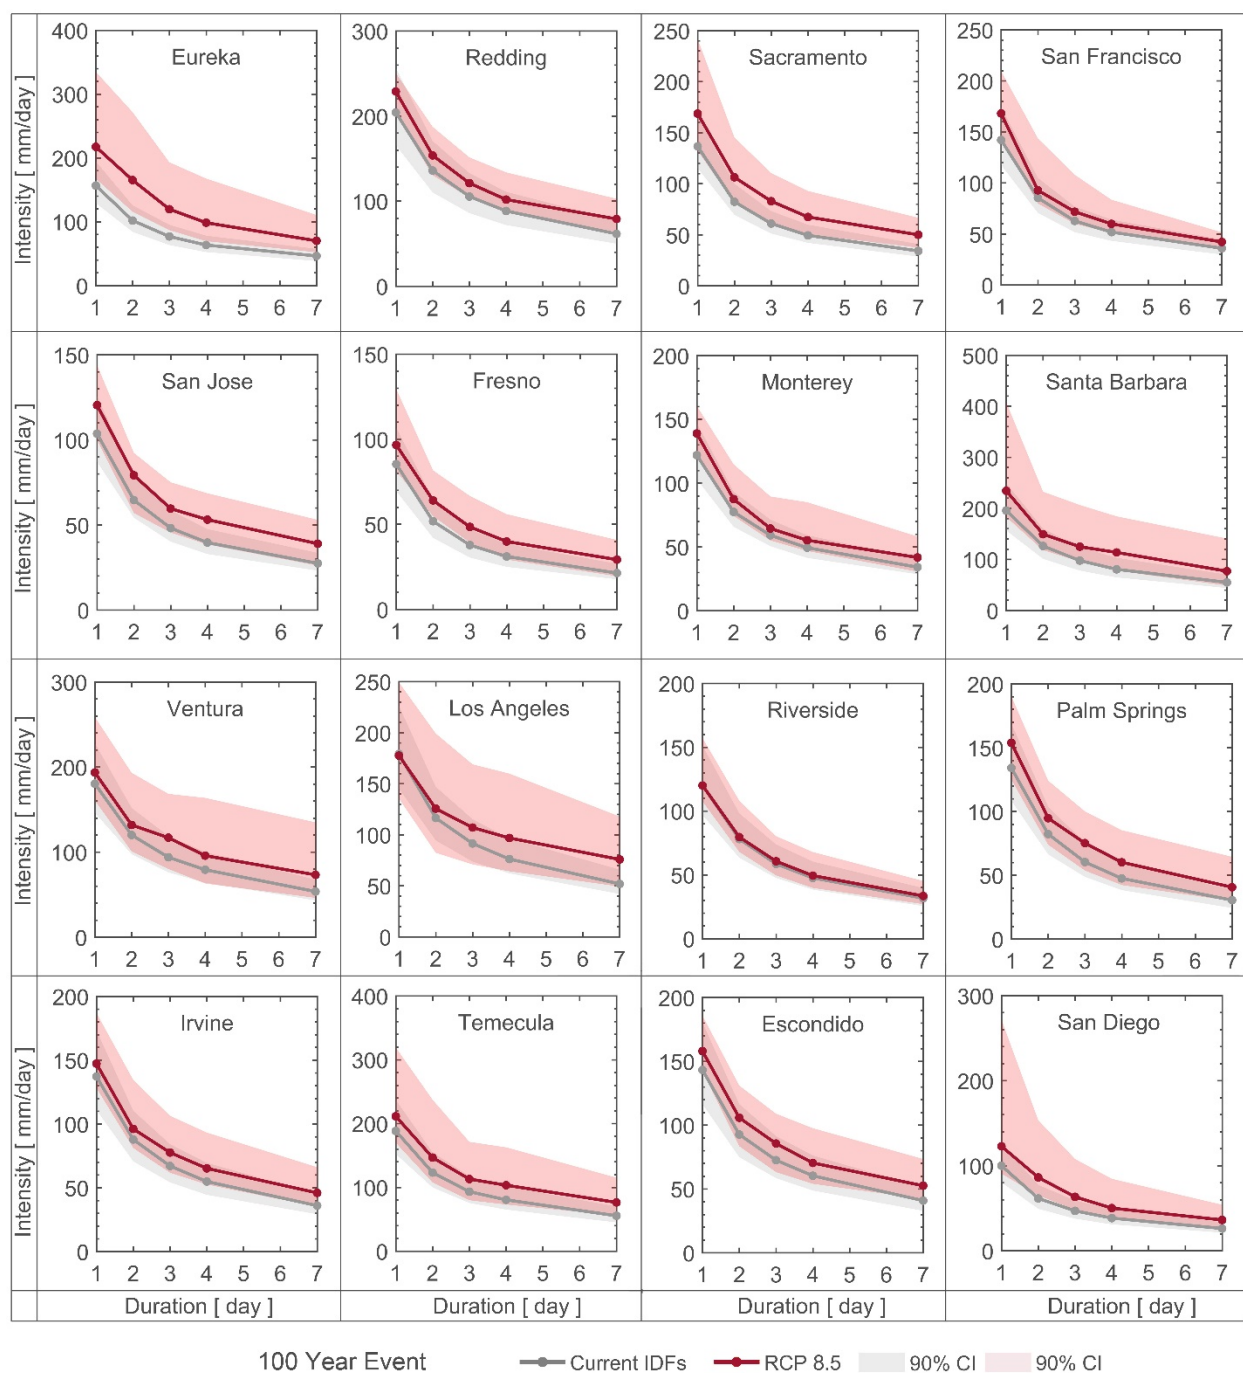 Intensity [ mm/day ]
400
300
200
100
0
Eureka
1 2 3 4 5 6 7
300
200
100
0
Redding
1 2 3 4 5 6 7
250
200
150
100
50
0
Sacramento
1 2 3 4 5 6 7
250
200
150
100
50
0
San Francisco
1 2 3 4 5 6 7
Intensity [ mm/day ]
150
100
50
0
San Jose
1 2 3 4 5 6 7
150
100
50
0
Fresno
1 2 3 4 5 6 7
200
150
100
50
0
Monterey
1 2 3 4 5 6 7
500
400
300
200
100
0
Santa Barbara
1 2 3 4 5 6 7
Intensity [ mm/day ]
300
200
100
0
Ventura
1 2 3 4 5 6 7
250
200
150
100
50
0
Los Angeles
1 2 3 4 5 6 7
200
150
100
50
0
Riverside
1 2 3 4 5 6 7
200
150
100
50
0
Palm Springs
1 2 3 4 5 6 7
Intensity [ mm/day ]
200
150
100
50
0
Irvine
1 2 3 4 5 6 7
400
300
200
100
0
Temecula
1 2 3 4 5 6 7
200
150
100
50
0
Escondido
1 2 3 4 5 6 7
300
200
100
0
San Diego
1 2 3 4 5 6 7
Duration [ day ]
Duration [ day ]
Duration [ day ]
Duration [ day ]
100 Year Event Current IDFs RCP 8.5 90% CI 90% CI